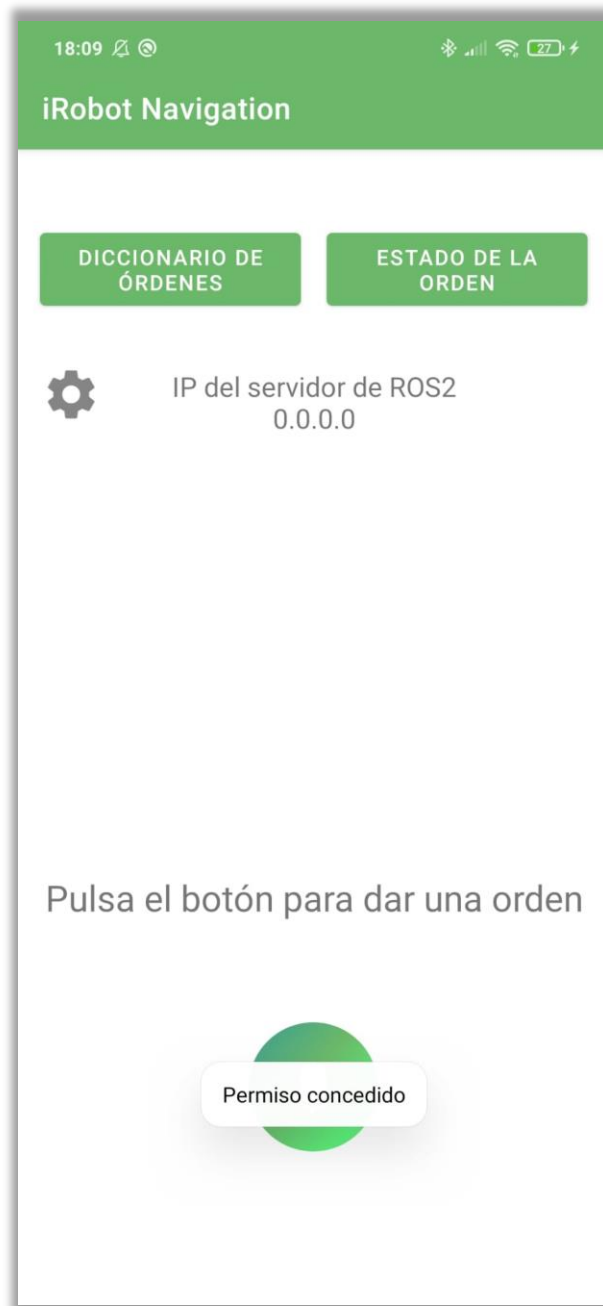 18:09
27
iRobot Navigation
DICCIONARIO DE
ÓRDENES
ESTADO DE LA
ORDEN
IP del servidor de ROS2
0.0.0.0
Pulsa el botón para dar una orden
Permiso concedido